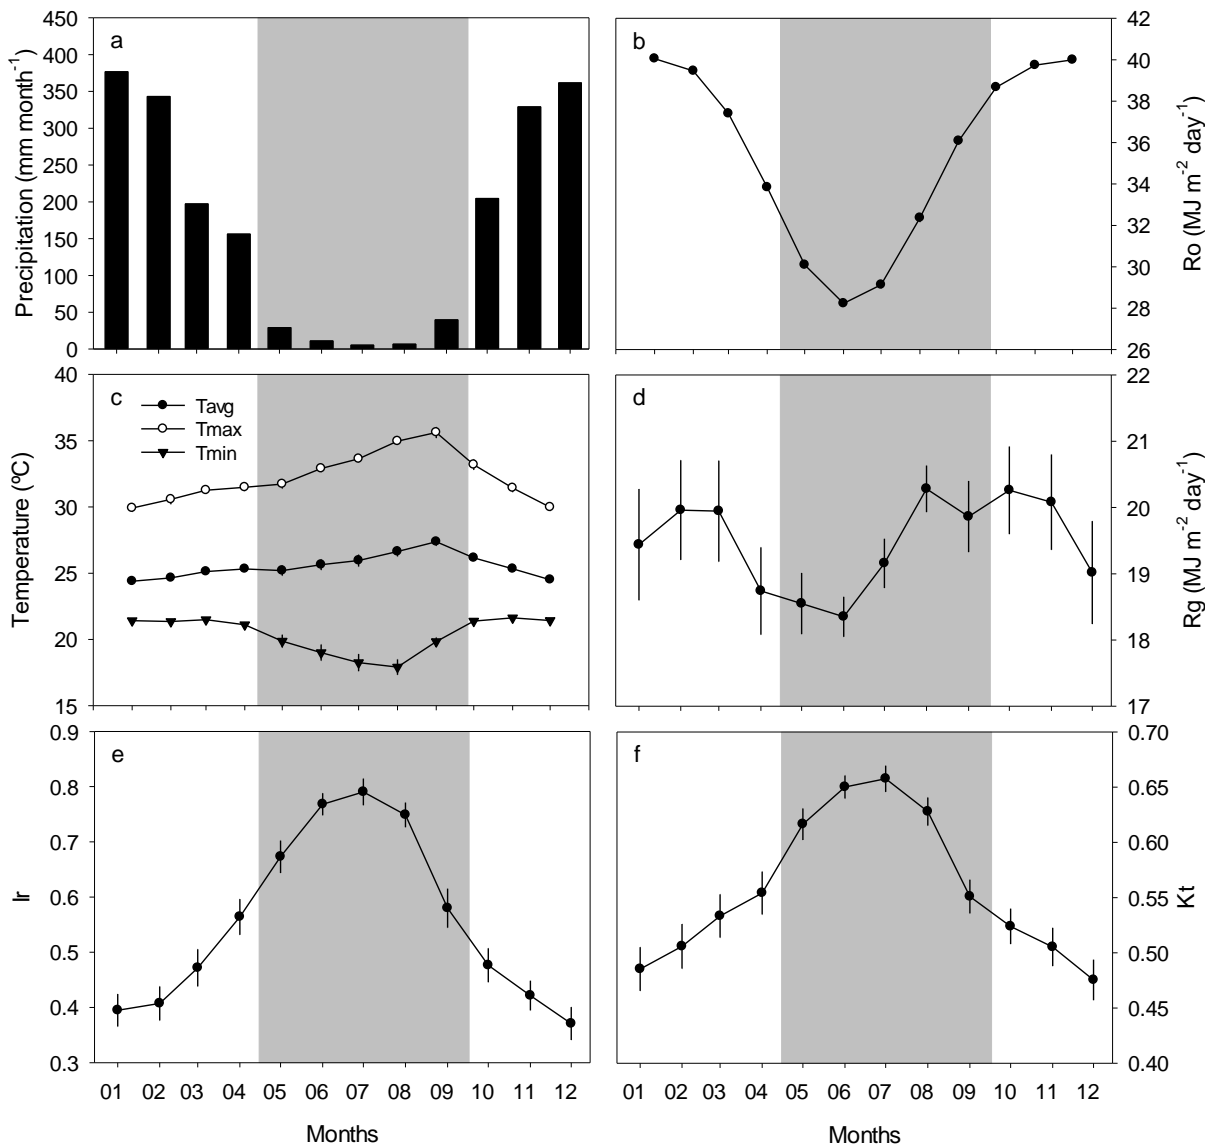 a
450
400
350
300
250
200
150
100
50
0
Precipitation (mm month⁻¹)
b
42
40
38
36
34
32
30
28
26
Ro (MJ m⁻² day⁻¹)
c
Tavg
Tmax
Tmin
40
35
30
25
20
15
Temperature (ºC)
d
22
21
20
19
18
17
Rg (MJ m⁻² day⁻¹)
e
0.9
0.8
0.7
0.6
0.5
0.4
0.3
Ir
01 02 03 04 05 06 07 08 09 10 11 12
Months
f
0.70
0.65
0.60
0.55
0.50
0.45
0.40
Kt
01 02 03 04 05 06 07 08 09 10 11 12
Months